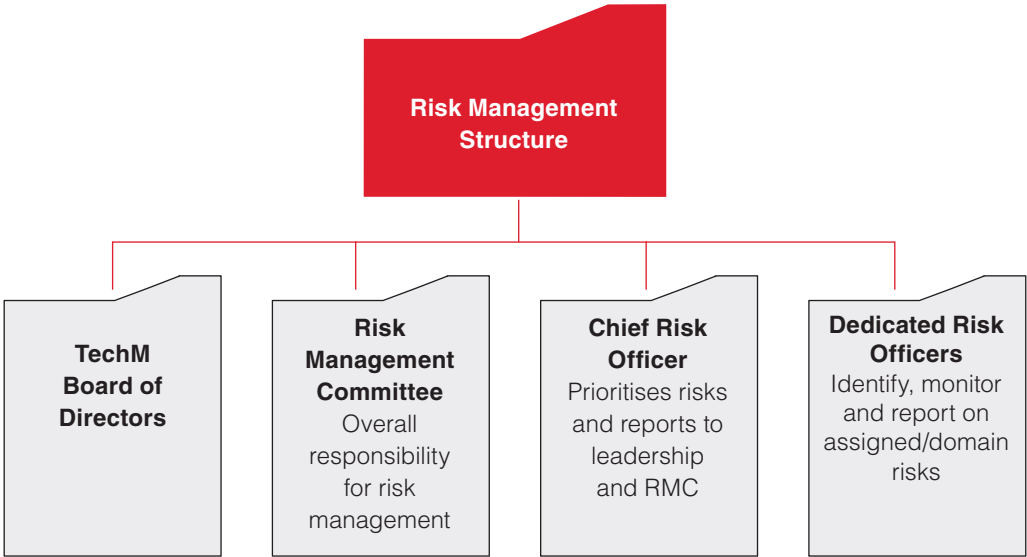 Risk Management
Structure
TechM
Board of
Directors
Risk
Management
Committee
Overall
responsibility
for risk
management
Chief Risk
Officer
Prioritises risks
and reports to
leadership
and RMC
Dedicated Risk
Officers
Identify, monitor
and report on
assigned/domain
risks